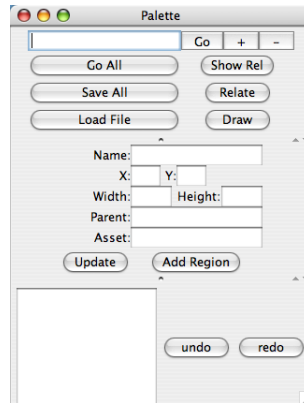 Palette
Go + -
Go All Show Rel
Save All Relate
Load File Draw
Name:
X: Y:
Width: Height:
Parent:
Asset:
Update Add Region
undo redo